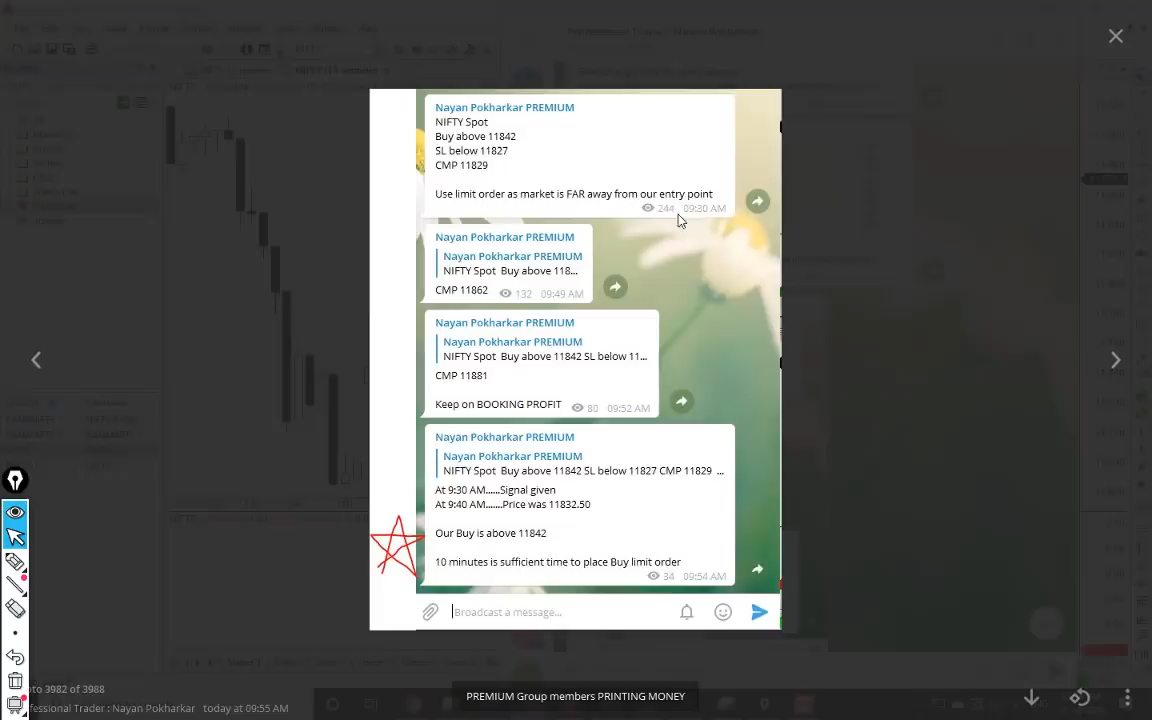 Nayan Pokharkar PREMIUM
NIFTY Spot
Buy above 11842
SL below 11827
CMP 11829
Use limit order as market is FAR away from our entry point
244 09:30 AM
Nayan Pokharkar PREMIUM
Nayan Pokharkar PREMIUM
NIFTY Spot Buy above 118...
CMP 11862
132 09:49 AM
Nayan Pokharkar PREMIUM
Nayan Pokharkar PREMIUM
NIFTY Spot Buy above 11842 SL below 11...
CMP 11881
Keep on BOOKING PROFIT
80 09:52 AM
Nayan Pokharkar PREMIUM
Nayan Pokharkar PREMIUM
NIFTY Spot Buy above 11842 SL below 11827 CMP 11829 ...
At 9:30 AM......Signal given
At 9:40 AM.......Price was 11832.50
Our Buy is above 11842
10 minutes is sufficient time to place Buy limit order
34 09:54 AM
Broadcast a message...
oto 3982 of 3988
PREMIUM Group members PRINTING MONEY
fessional Trader : Nayan Pokharkar today at 09:55 AM